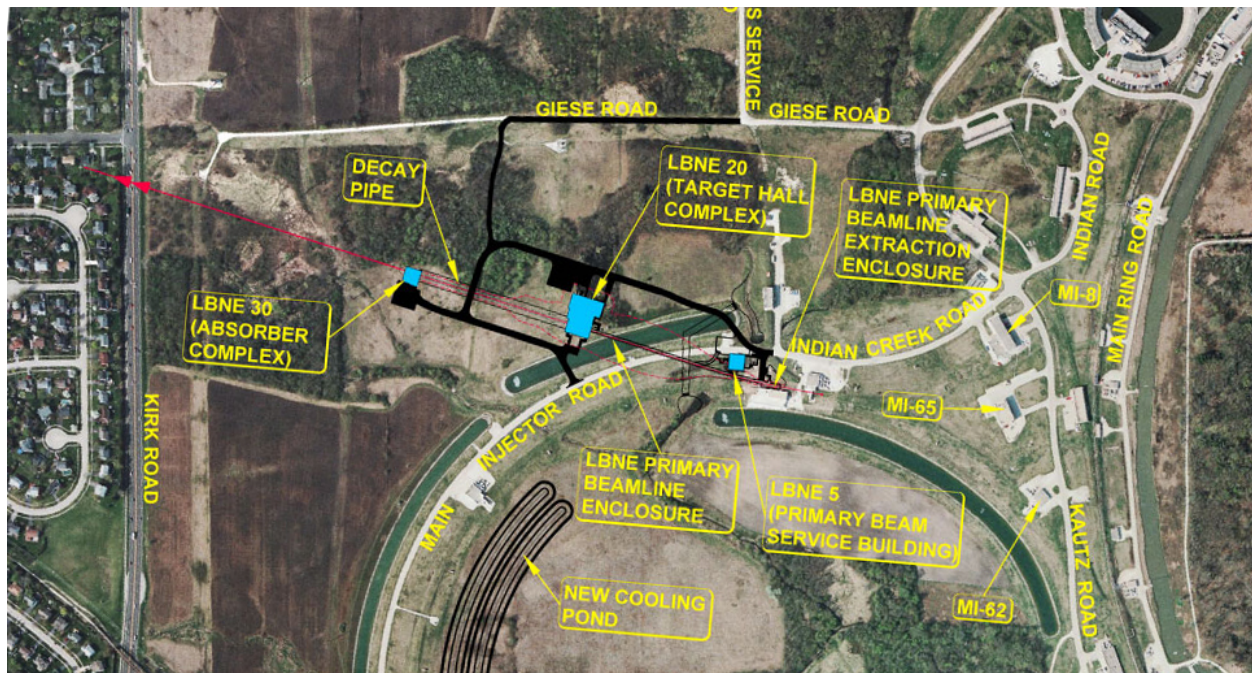 S SERVICE
GIESE ROAD
GIESE ROAD
DECAY
PIPE
LBNE 20
(TARGET HALL
COMPLEX)
LBNE PRIMARY
BEAMLINE
EXTRACTION
ENCLOSURE
INDIAN ROAD
MAIN RING ROAD
MI-8
LBNE 30
(ABSORBER
COMPLEX)
INDIAN CREEK ROAD
KIRK ROAD
MAIN INJECTOR ROAD
MI-65
LBNE PRIMARY
BEAMLINE
ENCLOSURE
LBNE 5
(PRIMARY BEAM
SERVICE BUILDING)
KAUTZ ROAD
NEW COOLING
POND
MI-62